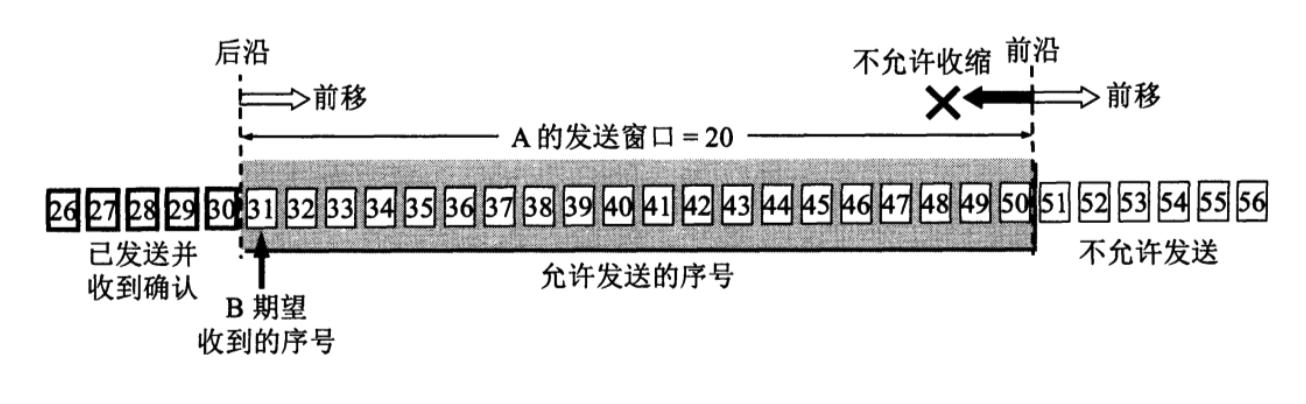 后沿
前移
不允许收缩
前沿
前移
A 的发送窗口 = 20
26 27 28 29 30 31 32 33 34 35 36 37 38 39 40 41 42 43 44 45 46 47 48 49 50 51 52 53 54 55 56
已发送并
收到确认
允许发送的序号
不允许发送
B 期望
收到的序号